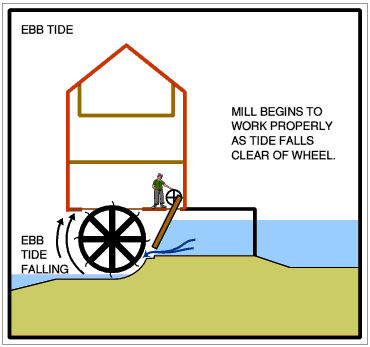 EBB TIDE
MILL BEGINS TO
WORK PROPERLY
AS TIDE FALLS
CLEAR OF WHEEL.
EBB
TIDE
FALLING